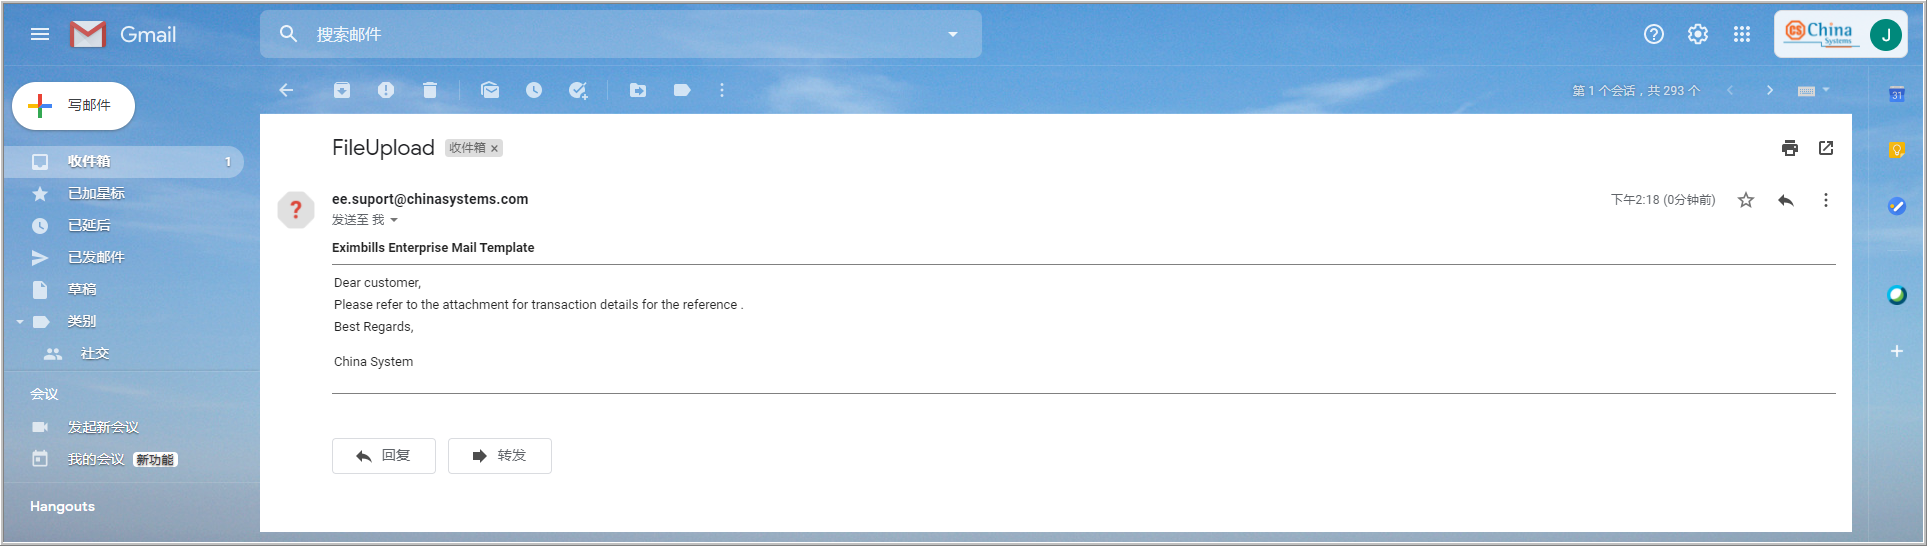 Gmail
搜索邮件
CS China Systems
J
写邮件
第 1 个会话，共 293 个
31
收件箱 1
已加星标
已延后
已发邮件
草稿
类别
社交
会议
发起新会议
我的会议 新功能
Hangouts
FileUpload 收件箱 ×
?
ee.suport@chinasystems.com
下午2:18 (0分钟前)
发送至 我
Eximbills Enterprise Mail Template
Dear customer,
Please refer to the attachment for transaction details for the reference .
Best Regards,
China System
回复
转发